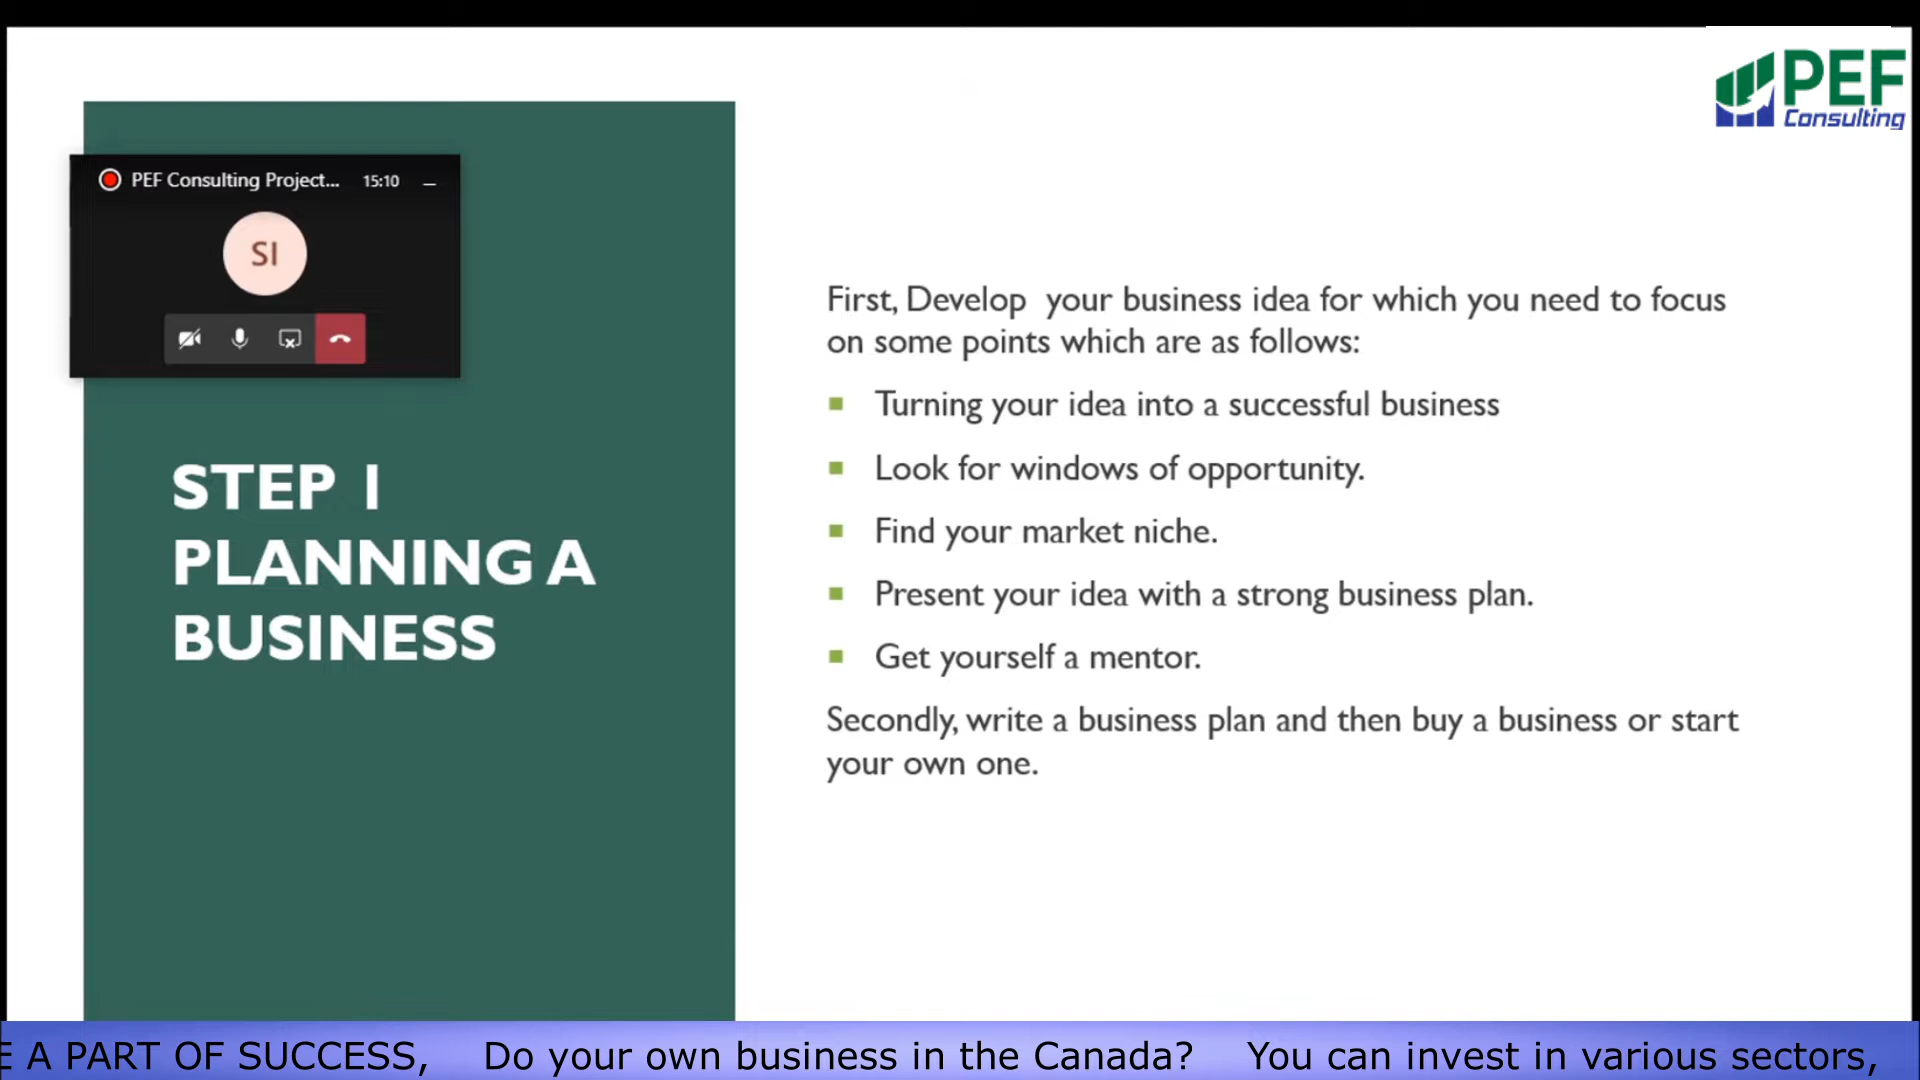 PEF
Consulting
PEF Consulting Project... 15:10
SI
STEP 1
PLANNING A
BUSINESS
First, Develop your business idea for which you need to focus
on some points which are as follows:
Turning your idea into a successful business
Look for windows of opportunity.
Find your market niche.
Present your idea with a strong business plan.
Get yourself a mentor.
Secondly, write a business plan and then buy a business or start
your own one.
E A PART OF SUCCESS, Do your own business in the Canada? You can invest in various sectors,